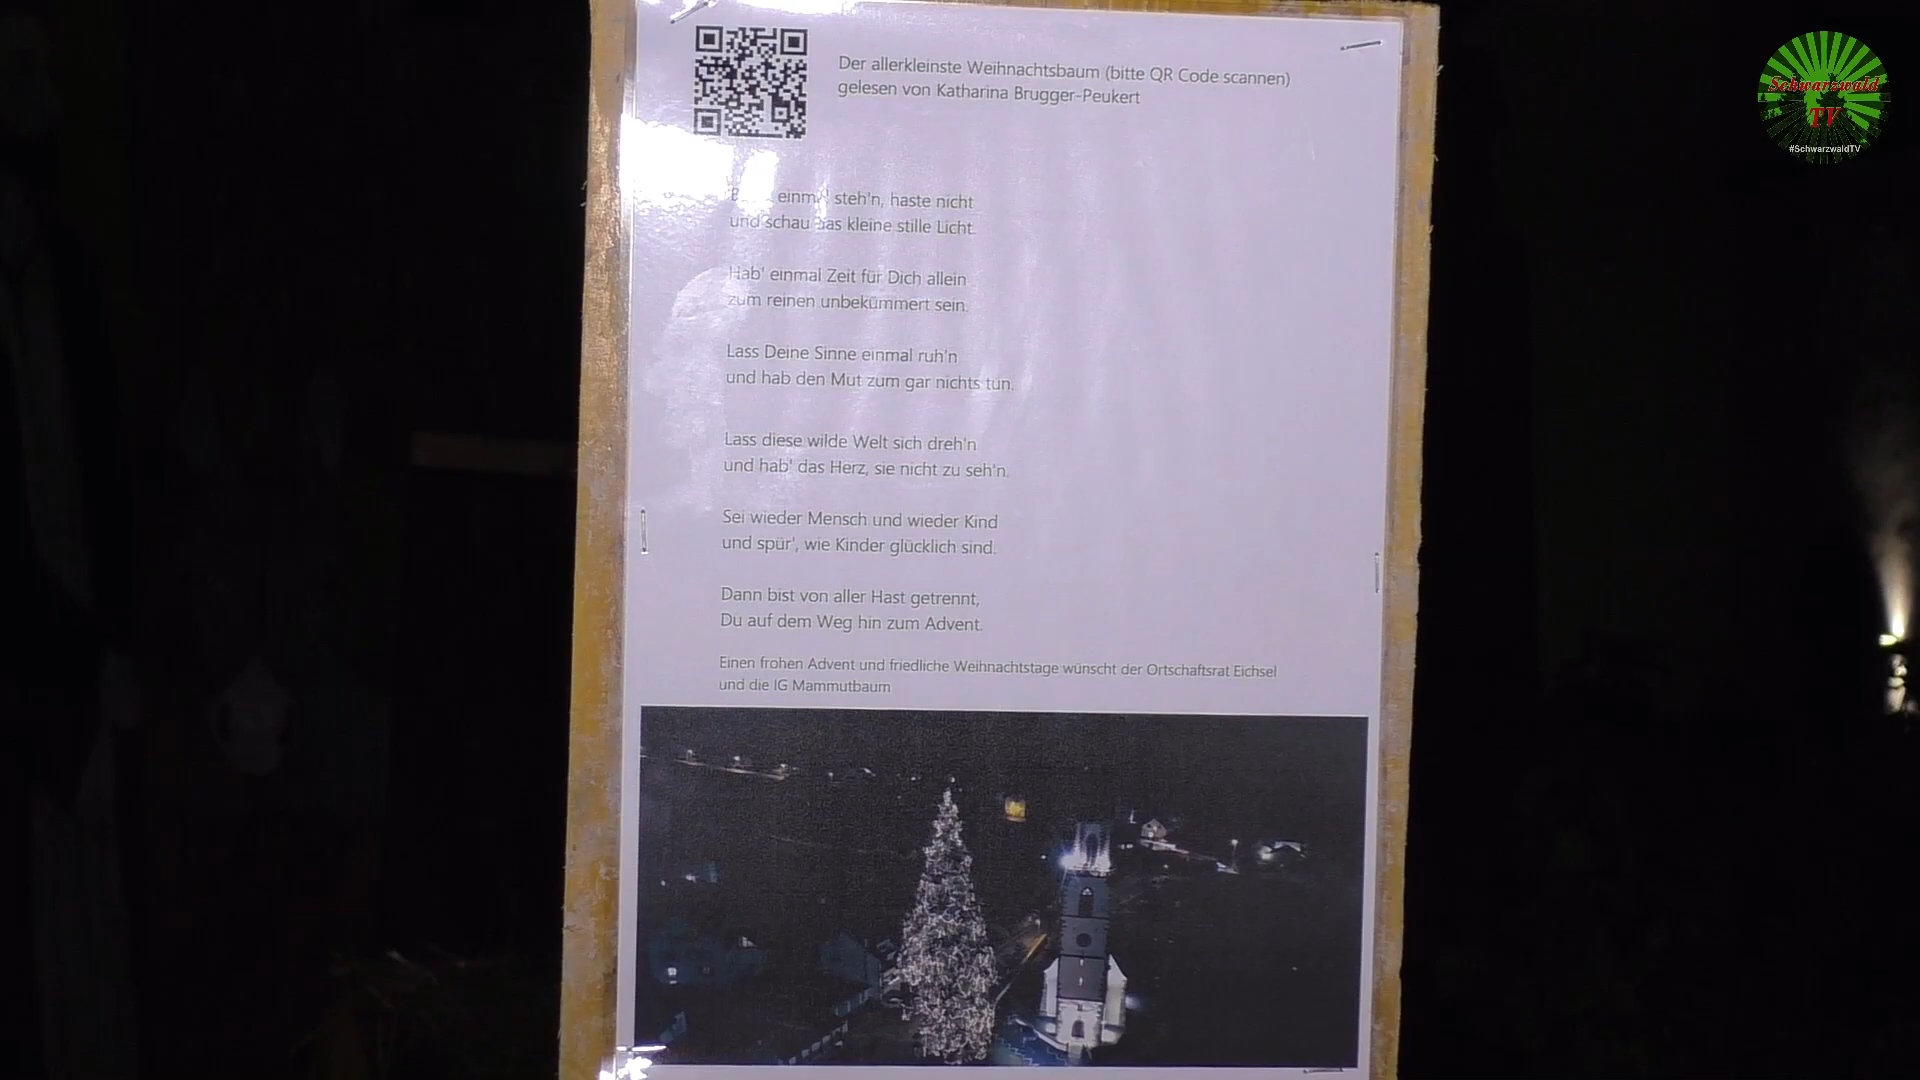 Der allerkleinste Weihnachtsbaum (bitte QR Code scannen)
gelesen von Katharina Brugger-Peukert
einmal steh'n, haste nicht
und schau das kleine stille Licht.
Hab' einmal Zeit für Dich allein
zum reinen unbekümmert sein.
Lass Deine Sinne einmal ruh'n
und hab den Mut zum gar nichts tun.
Lass diese wilde Welt sich dreh'n
und hab' das Herz, sie nicht zu seh'n.
Sei wieder Mensch und wieder Kind
und spür', wie Kinder glücklich sind.
Dann bist von aller Hast getrennt,
Du auf dem Weg hin zum Advent.
Einen frohen Advent und friedliche Weihnachtstage wünscht der Ortschaftsrat Eichsel
und die IG Mammutbaum
Schwarzwald
TV
#SchwarzwaldTV